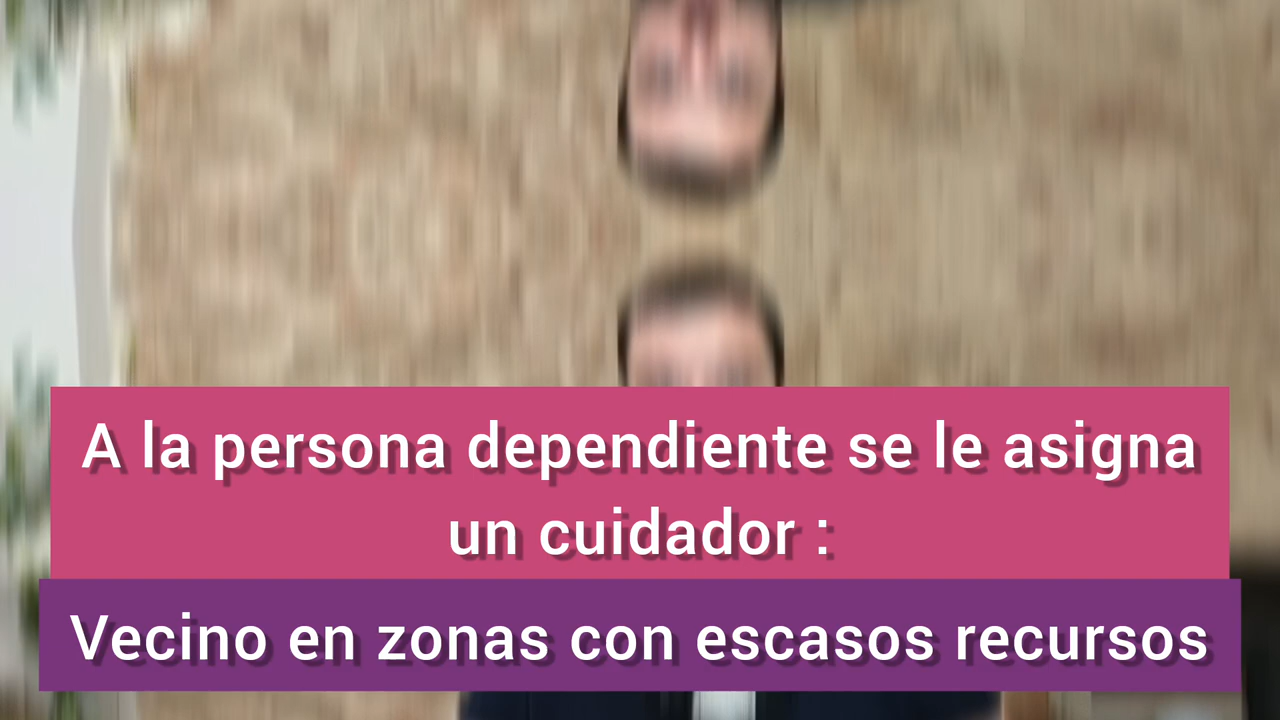 A la persona dependiente se le asigna
un cuidador :
Vecino en zonas con escasos recursos